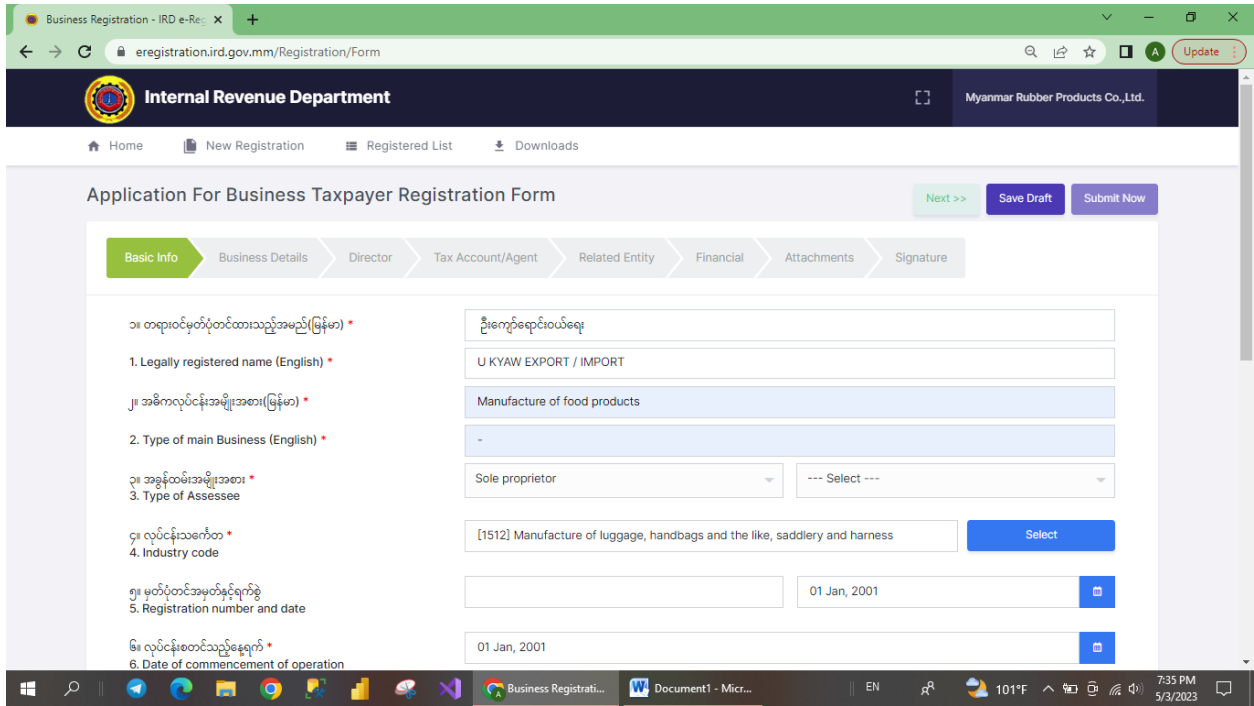 Business Registration - IRD e-Reg
eregistration.ird.gov.mm/Registration/Form
A
Update
Internal Revenue Department
Myanmar Rubber Products Co.,Ltd.
Home
New Registration
Registered List
Downloads
Application For Business Taxpayer Registration Form
Next >>
Save Draft
Submit Now
Basic Info
Business Details
Director
Tax Account/Agent
Related Entity
Financial
Attachments
Signature
၁။ တရားဝင်မှတ်ပုံတင်ထားသည့်အမည်(မြန်မာ) *
ဦးကျော်ရောင်းဝယ်ရေး
1. Legally registered name (English) *
U KYAW EXPORT / IMPORT
၂။ အဓိကလုပ်ငန်းအမျိုးအစား(မြန်မာ) *
Manufacture of food products
2. Type of main Business (English) *
-
၃။ အခွန်ထမ်းအမျိုးအစား *
3. Type of Assessee
Sole proprietor
--- Select ---
၄။ လုပ်ငန်းသင်္ကေတ *
4. Industry code
[1512] Manufacture of luggage, handbags and the like, saddlery and harness
Select
၅။ မှတ်ပုံတင်အမှတ်နှင့်ရက်စွဲ
5. Registration number and date
01 Jan, 2001
၆။ လုပ်ငန်းစတင်သည့်နေ့ရက် *
6. Date of commencement of operation
01 Jan, 2001
Business Registrati...
Document1 - Micr...
EN
101°F
7:35 PM
5/3/2023